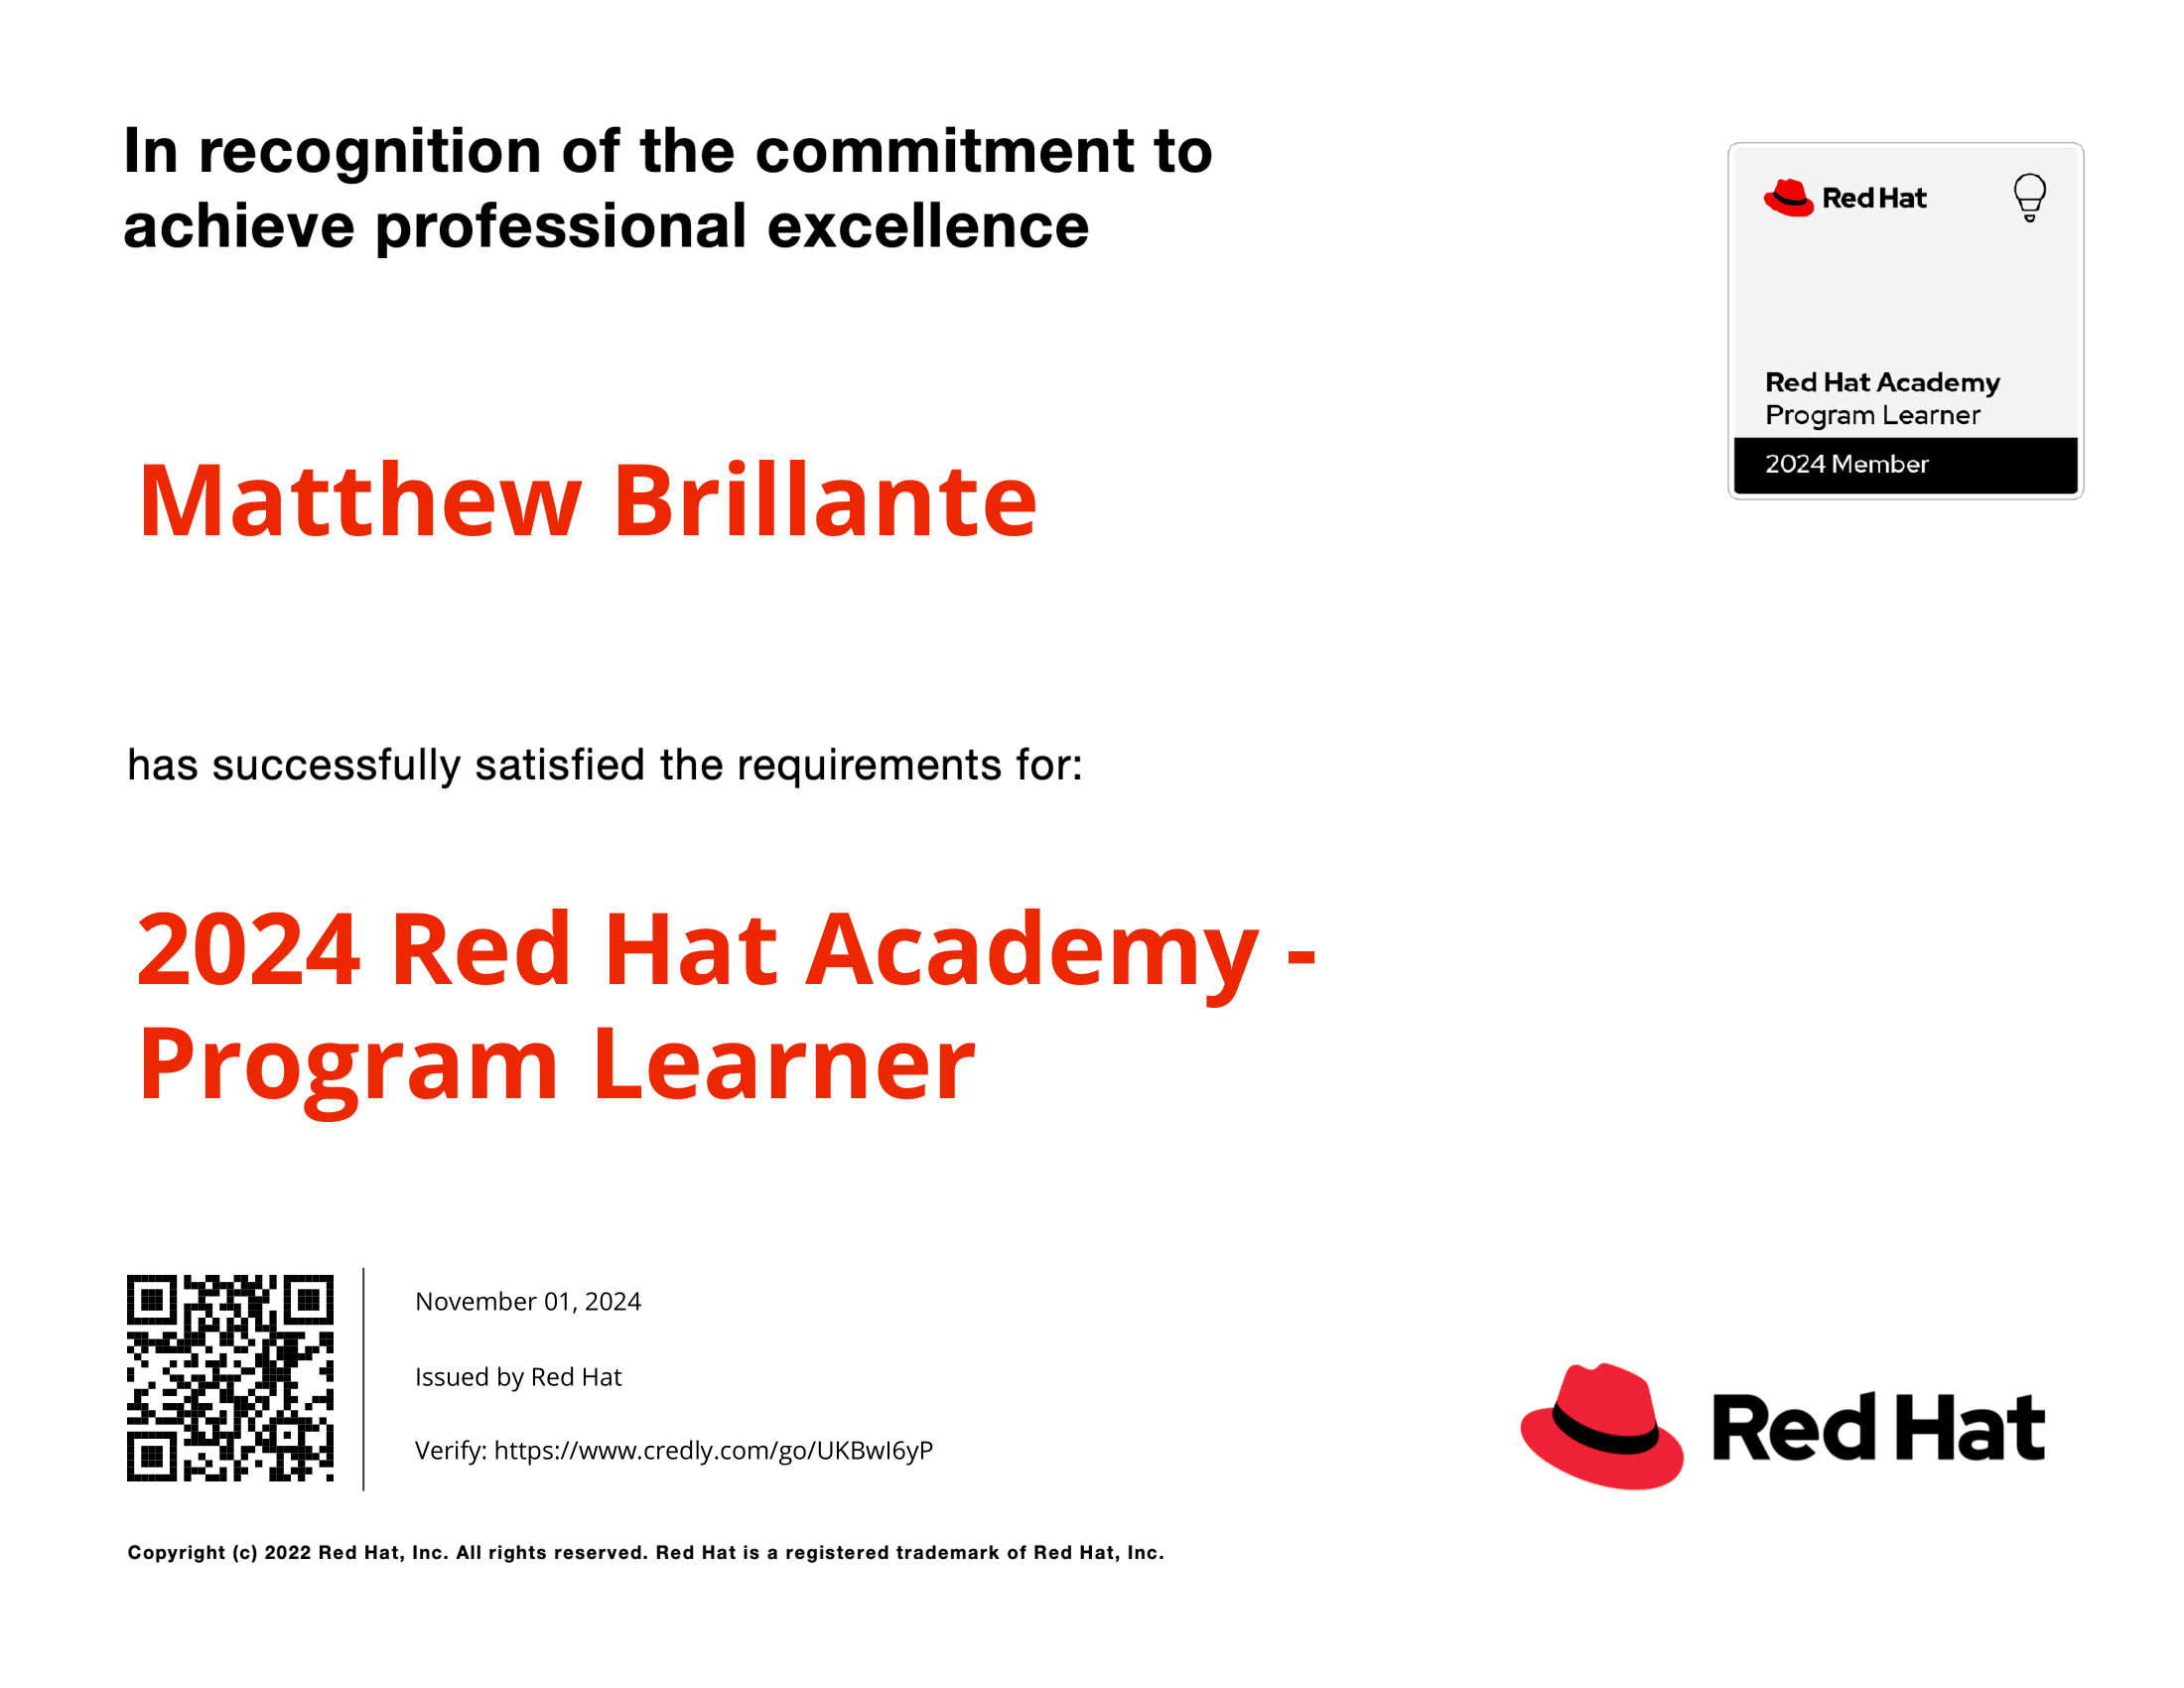 In recognition of the commitment to
achieve professional excellence
Red Hat
Red Hat Academy
Program Learner
2024 Member
Matthew Brillante
has successfully satisfied the requirements for:
2024 Red Hat Academy -
Program Learner
November 01, 2024
Issued by Red Hat
Verify: https://www.credly.com/go/UKBwI6yP
Red Hat
Copyright (c) 2022 Red Hat, Inc. All rights reserved. Red Hat is a registered trademark of Red Hat, Inc.